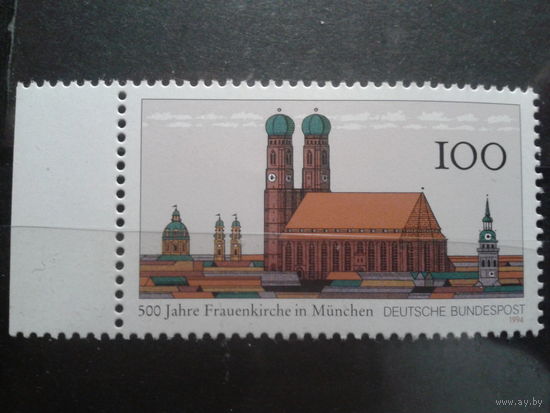 100
500 Jahre Frauenkirche in München DEUTSCHE BUNDESPOST
1994
www.ay.by